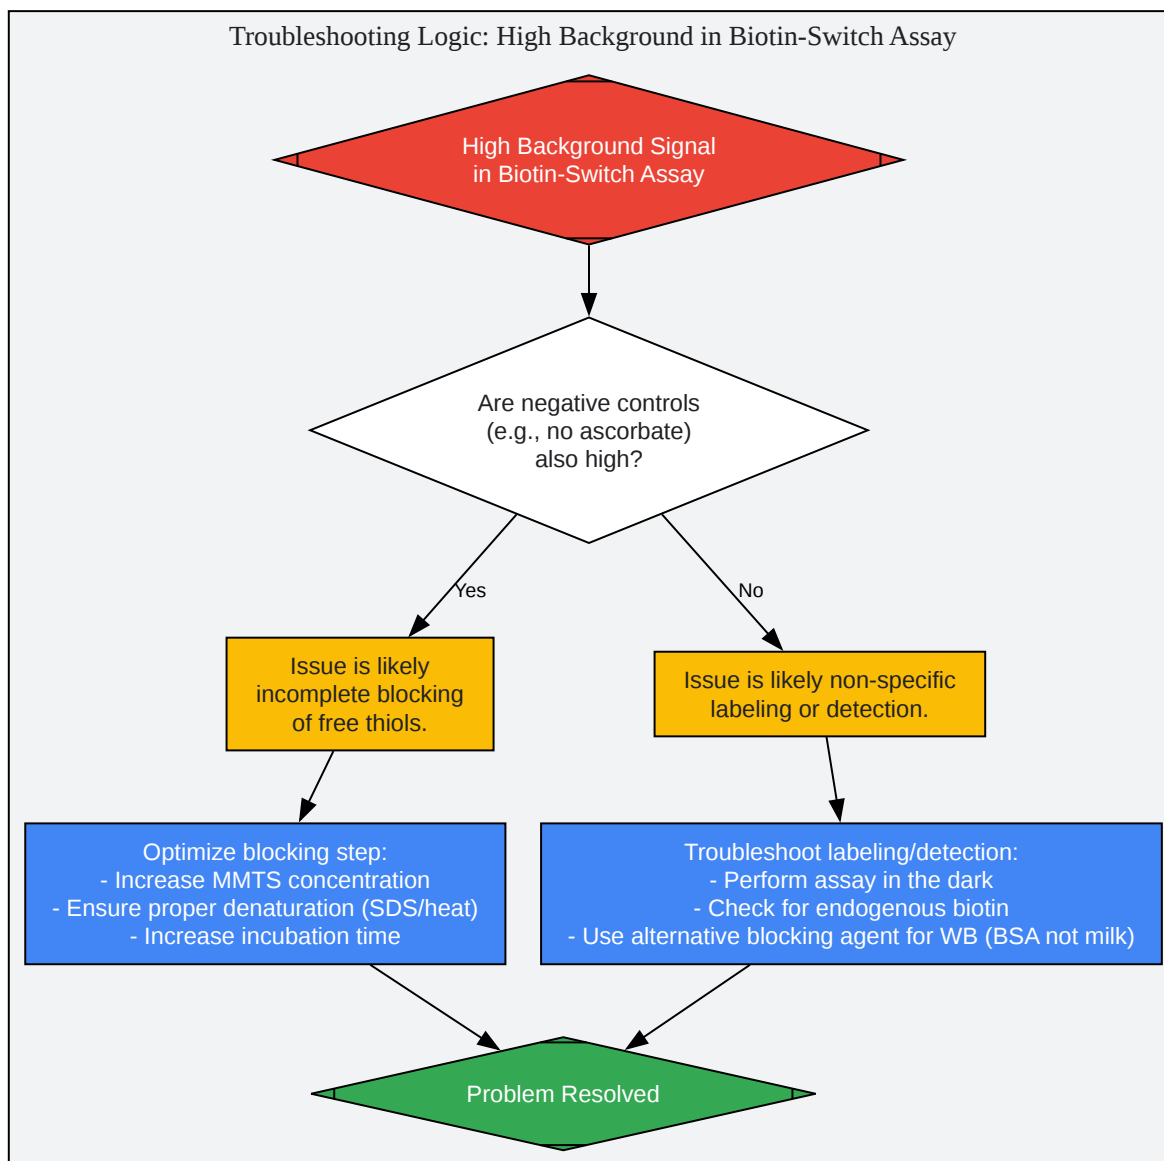 Troubleshooting Logic: High Background in Biotin-Switch Assay
High Background Signal
in Biotin-Switch Assay
Are negative controls
(e.g., no ascorbate)
also high?
Yes
No
Issue is likely
incomplete blocking
of free thiols.
Issue is likely non-specific
labeling or detection.
Optimize blocking step:
- Increase MMTS concentration
- Ensure proper denaturation (SDS/heat)
- Increase incubation time
Troubleshoot labeling/detection:
- Perform assay in the dark
- Check for endogenous biotin
- Use alternative blocking agent for WB (BSA not milk)
Problem Resolved